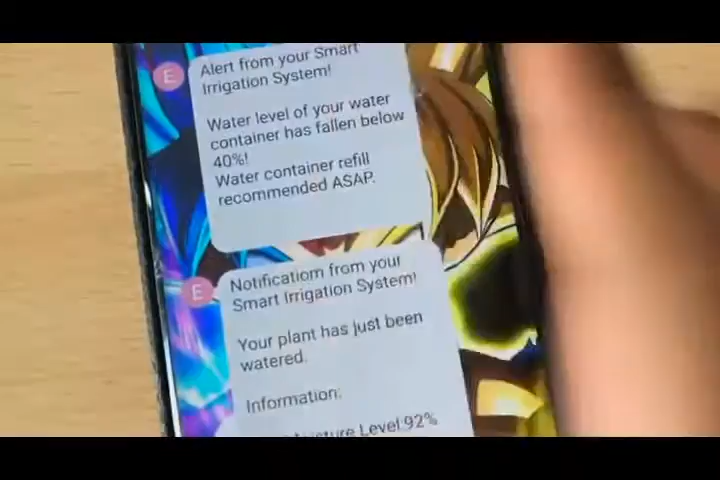 E
Alert from your Smart
Irrigation System!
Water level of your water
container has fallen below
40%!
Water container refill
recommended ASAP.
E
Notification from your
Smart Irrigation System!
Your plant has just been
watered.
Information:
Level:92%